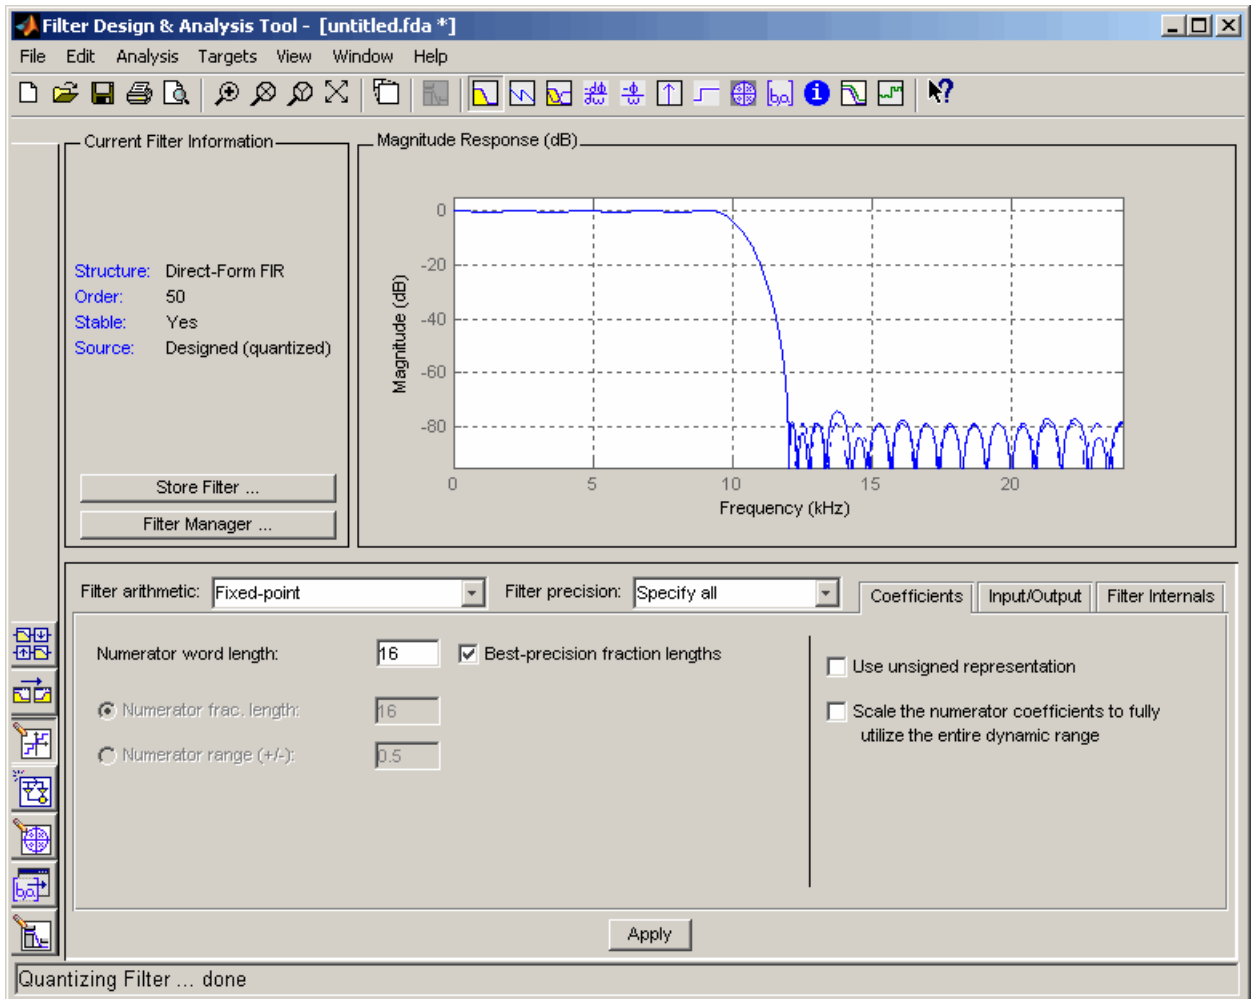 Filter Design & Analysis Tool - [untitled.fda *]
File Edit Analysis Targets View Window Help
Current Filter Information
Structure: Direct-Form FIR
Order: 50
Stable: Yes
Source: Designed (quantized)
Store Filter ...
Filter Manager ...
Magnitude Response (dB)
Magnitude (dB)
0
-20
-40
-60
-80
0 5 10 15 20
Frequency (kHz)
Filter arithmetic: Fixed-point Filter precision: Specify all Coefficients Input/Output Filter Internals
Numerator word length: 16 Best-precision fraction lengths
Numerator frac. length: 16
Numerator range (+/-): 0.5
Use unsigned representation
Scale the numerator coefficients to fully
utilize the entire dynamic range
Apply
Quantizing Filter ... done